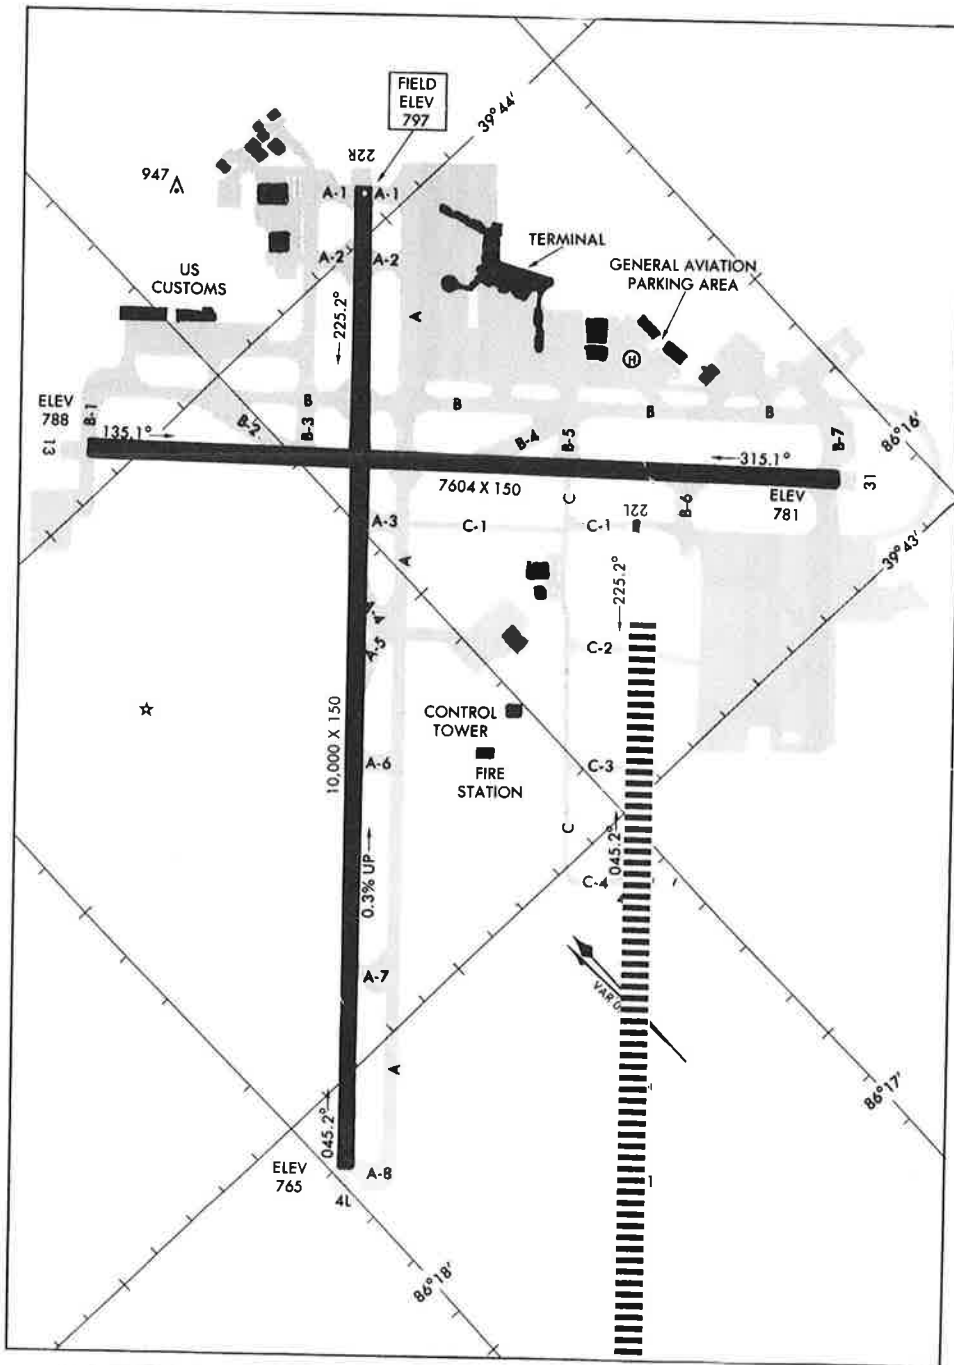 FIELD
ELEV
797
39°44'
22R
947
A-1
A-1
TERMINAL
A-2
A-2
GENERAL AVIATION
PARKING AREA
US
CUSTOMS
225.2°
A
H
ELEV
788
B-1
B-2
B-3
B
B
B
B
B-4
B-5
B-7
86°16'
13
135.1°
315.1°
31
7604 X 150
ELEV
781
C
B-6
22L
A-3
C-1
C-1
A
39°43'
225.2°
A-5
C-2
10,000 X 150
CONTROL
TOWER
A-6
C-3
FIRE
STATION
C
045.2°
0.3% UP
C-4
A-7
VAR 0
A
86°17'
045.2°
ELEV
765
A-8
4L
86°18'